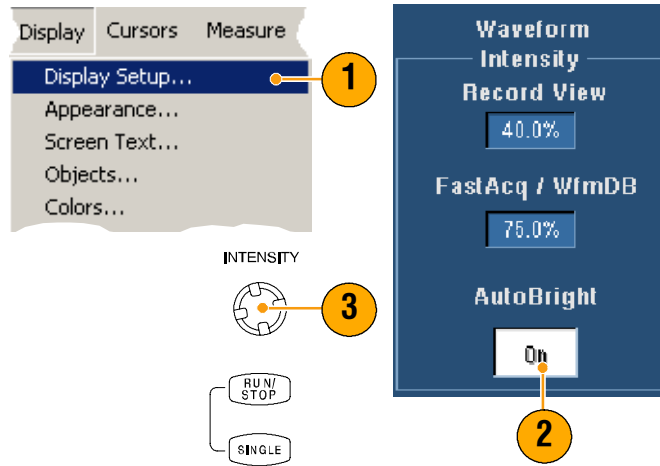 Display Cursors Measure
Display Setup...
Appearance...
Screen Text...
Objects...
Colors...
1
INTENSITY
3
RUN/
STOP
SINGLE
Waveform
Intensity
Record View
40.0%
FastAcq / WfmDB
75.0%
AutoBright
On
2